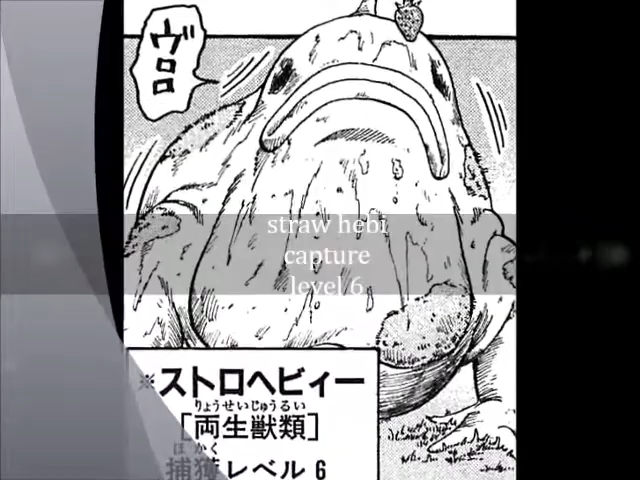 ヴロロ
straw hebi
capture
level 6
※ストロヘビィー
りょうせいじゅうるい
[両生獣類]
ほかく
捕獲レベル6